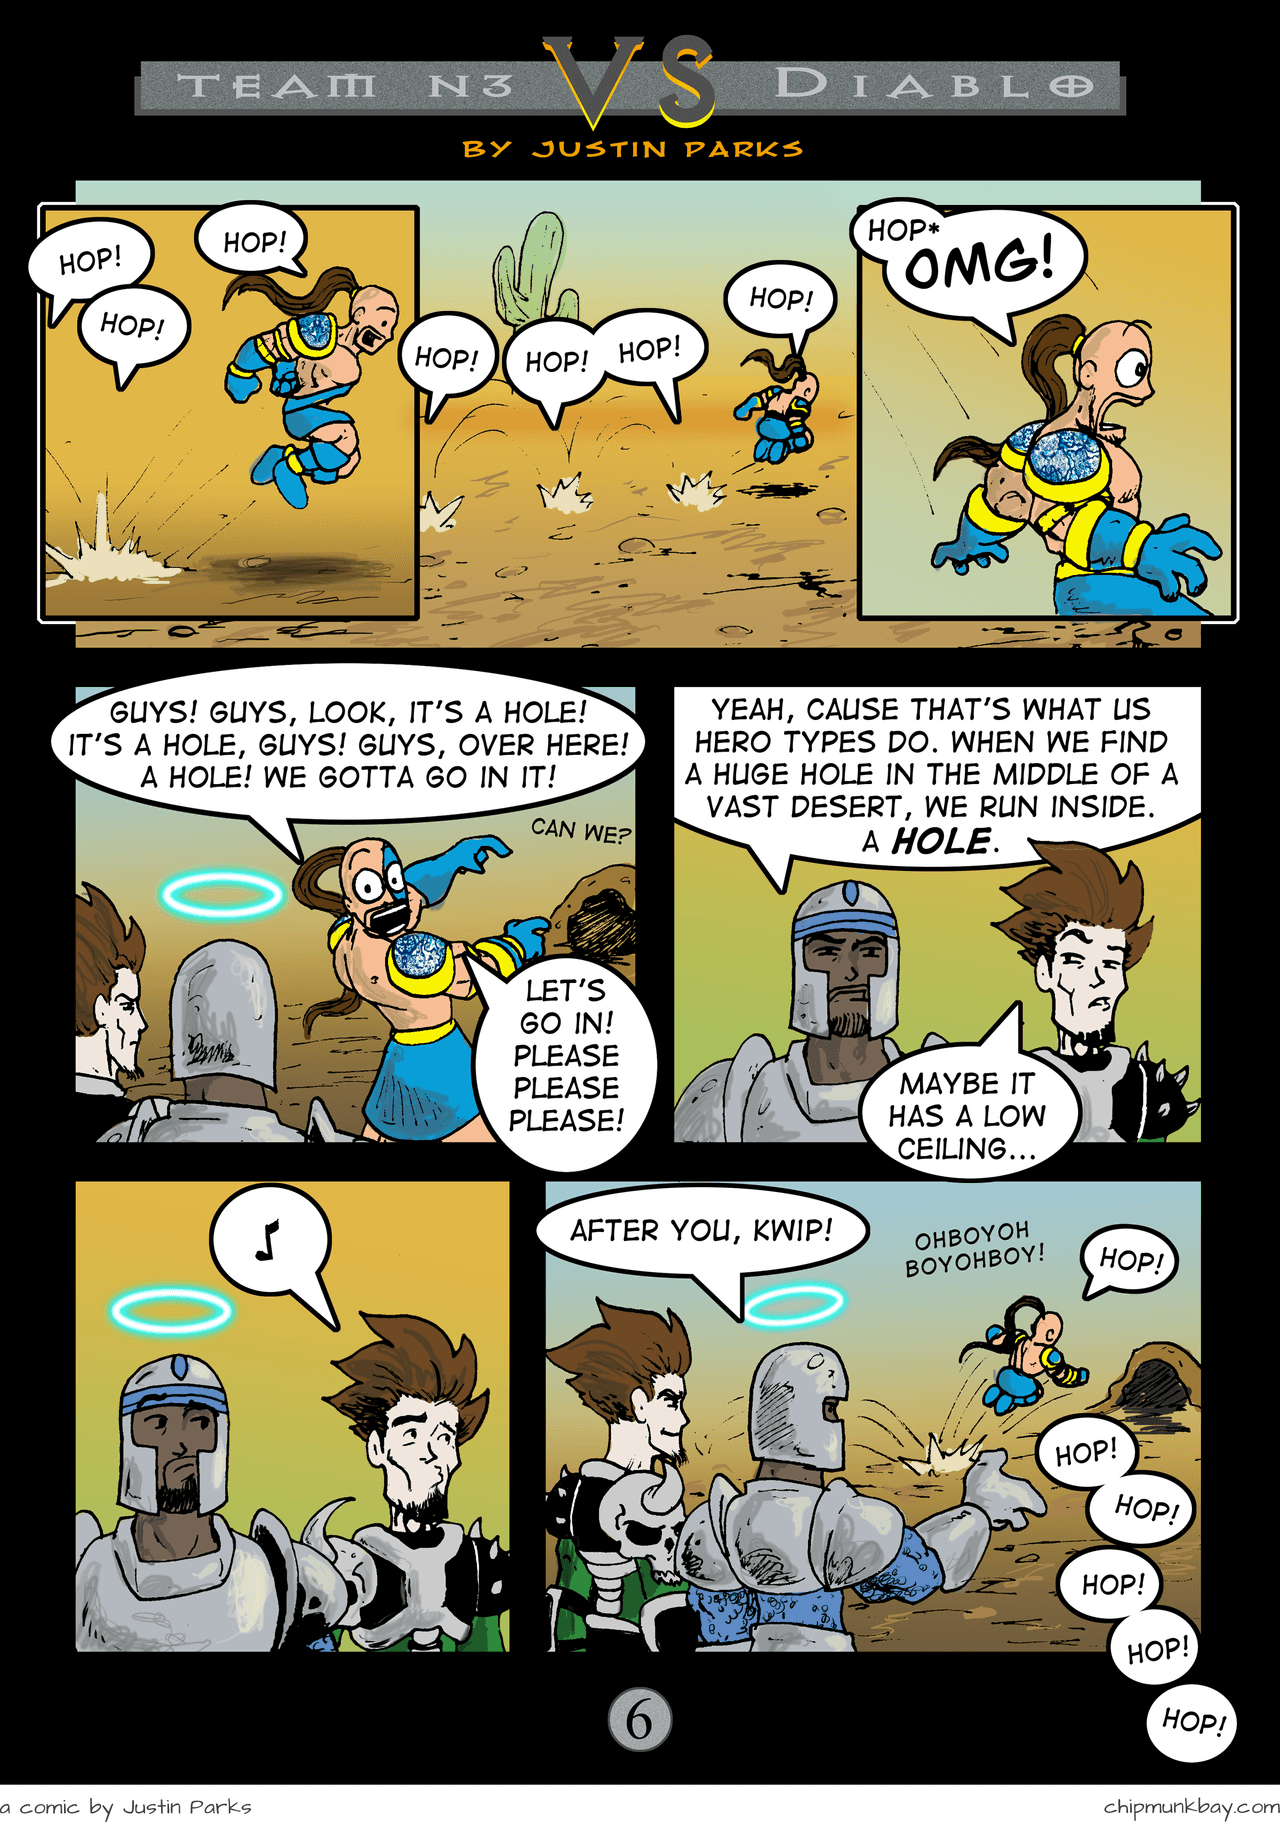 TEAM N3 VS DIABLO
BY JUSTIN PARKS
HOP!
HOP!
HOP!
HOP!
HOP!
HOP!
HOP!
HOP*
OMG!
GUYS! GUYS, LOOK, IT'S A HOLE!
IT'S A HOLE, GUYS! GUYS, OVER HERE!
A HOLE! WE GOTTA GO IN IT!
CAN WE?
LET'S
GO IN!
PLEASE
PLEASE
PLEASE!
YEAH, CAUSE THAT'S WHAT US
HERO TYPES DO. WHEN WE FIND
A HUGE HOLE IN THE MIDDLE OF A
VAST DESERT, WE RUN INSIDE.
A HOLE.
MAYBE IT
HAS A LOW
CEILING...
♪
AFTER YOU, KWIP!
OHBOYOH
BOYOHBOY!
HOP!
HOP!
HOP!
HOP!
HOP!
HOP!
6
a comic by Justin Parks
chipmunkbay.com